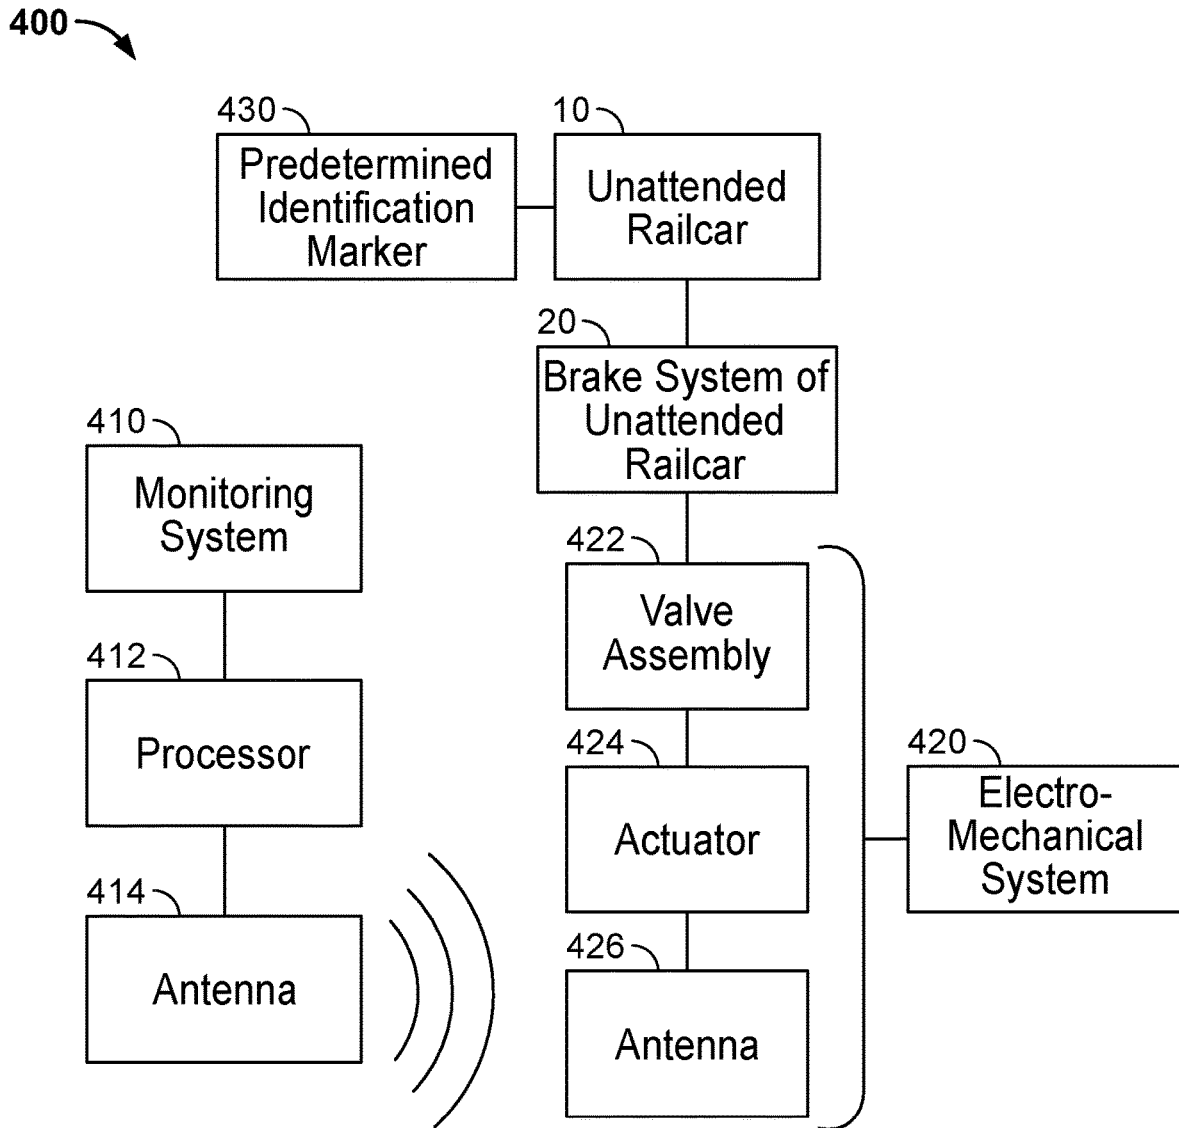 400
430
Predetermined
Identification
Marker
10
Unattended
Railcar
20
Brake System of
Unattended
Railcar
410
Monitoring
System
412
Processor
414
Antenna
422
Valve
Assembly
424
Actuator
426
Antenna
420
Electro-
Mechanical
System